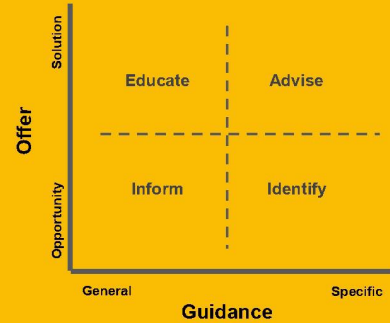 Solution
Educate
Advise
Offer
Opportunity
Inform
Identify
General
Specific
Guidance